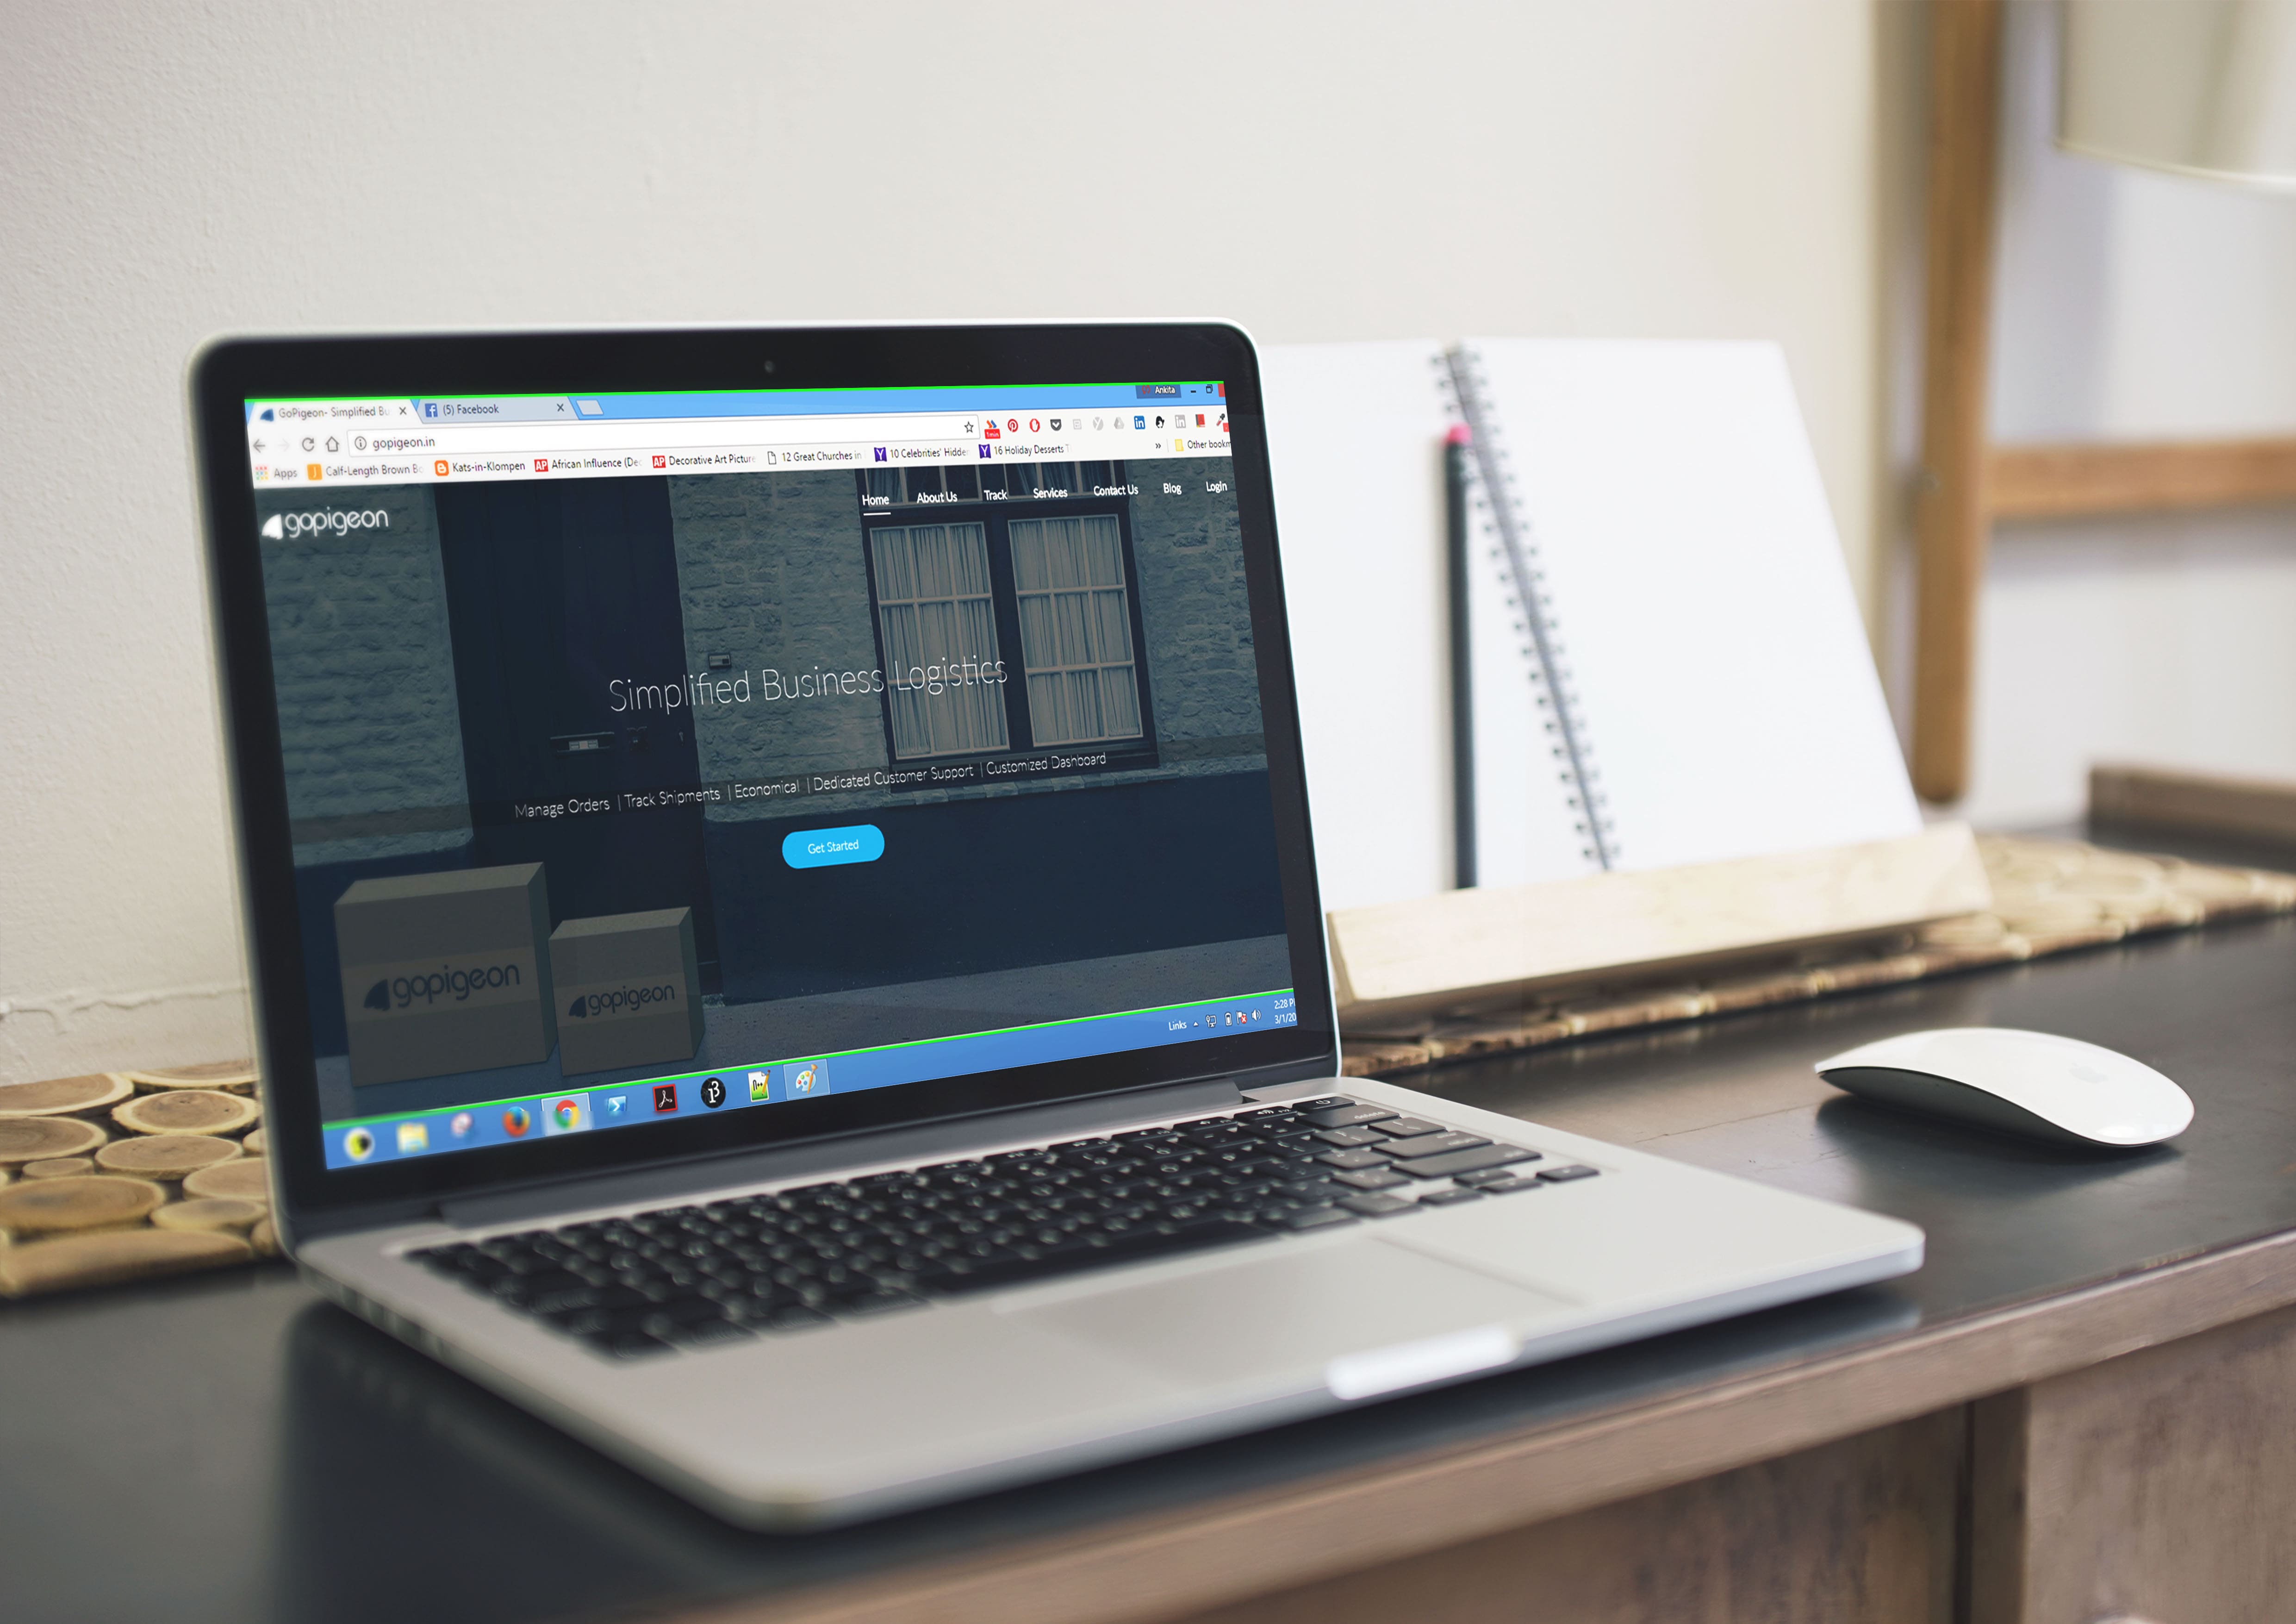 Ankita
GoPigeon- Simplified Bu
(5) Facebook
gopigeon.in
Apps
Calf-Length Brown Bo
Kats-in-Klompen
AP African Influence (De
AP Decorative Art Picture
12 Great Churches in
Y 10 Celebrities' Hidde
Y 16 Holiday Desserts T
» Other bookm
gopigeon
Home About Us Track Services Contact Us Blog Login
Simplified Business Logistics
Manage Orders | Track Shipments | Economical | Dedicated Customer Support | Customized Dashboard
Get Started
gopigeon
gopigeon
Links
2:28 P
3/1/20